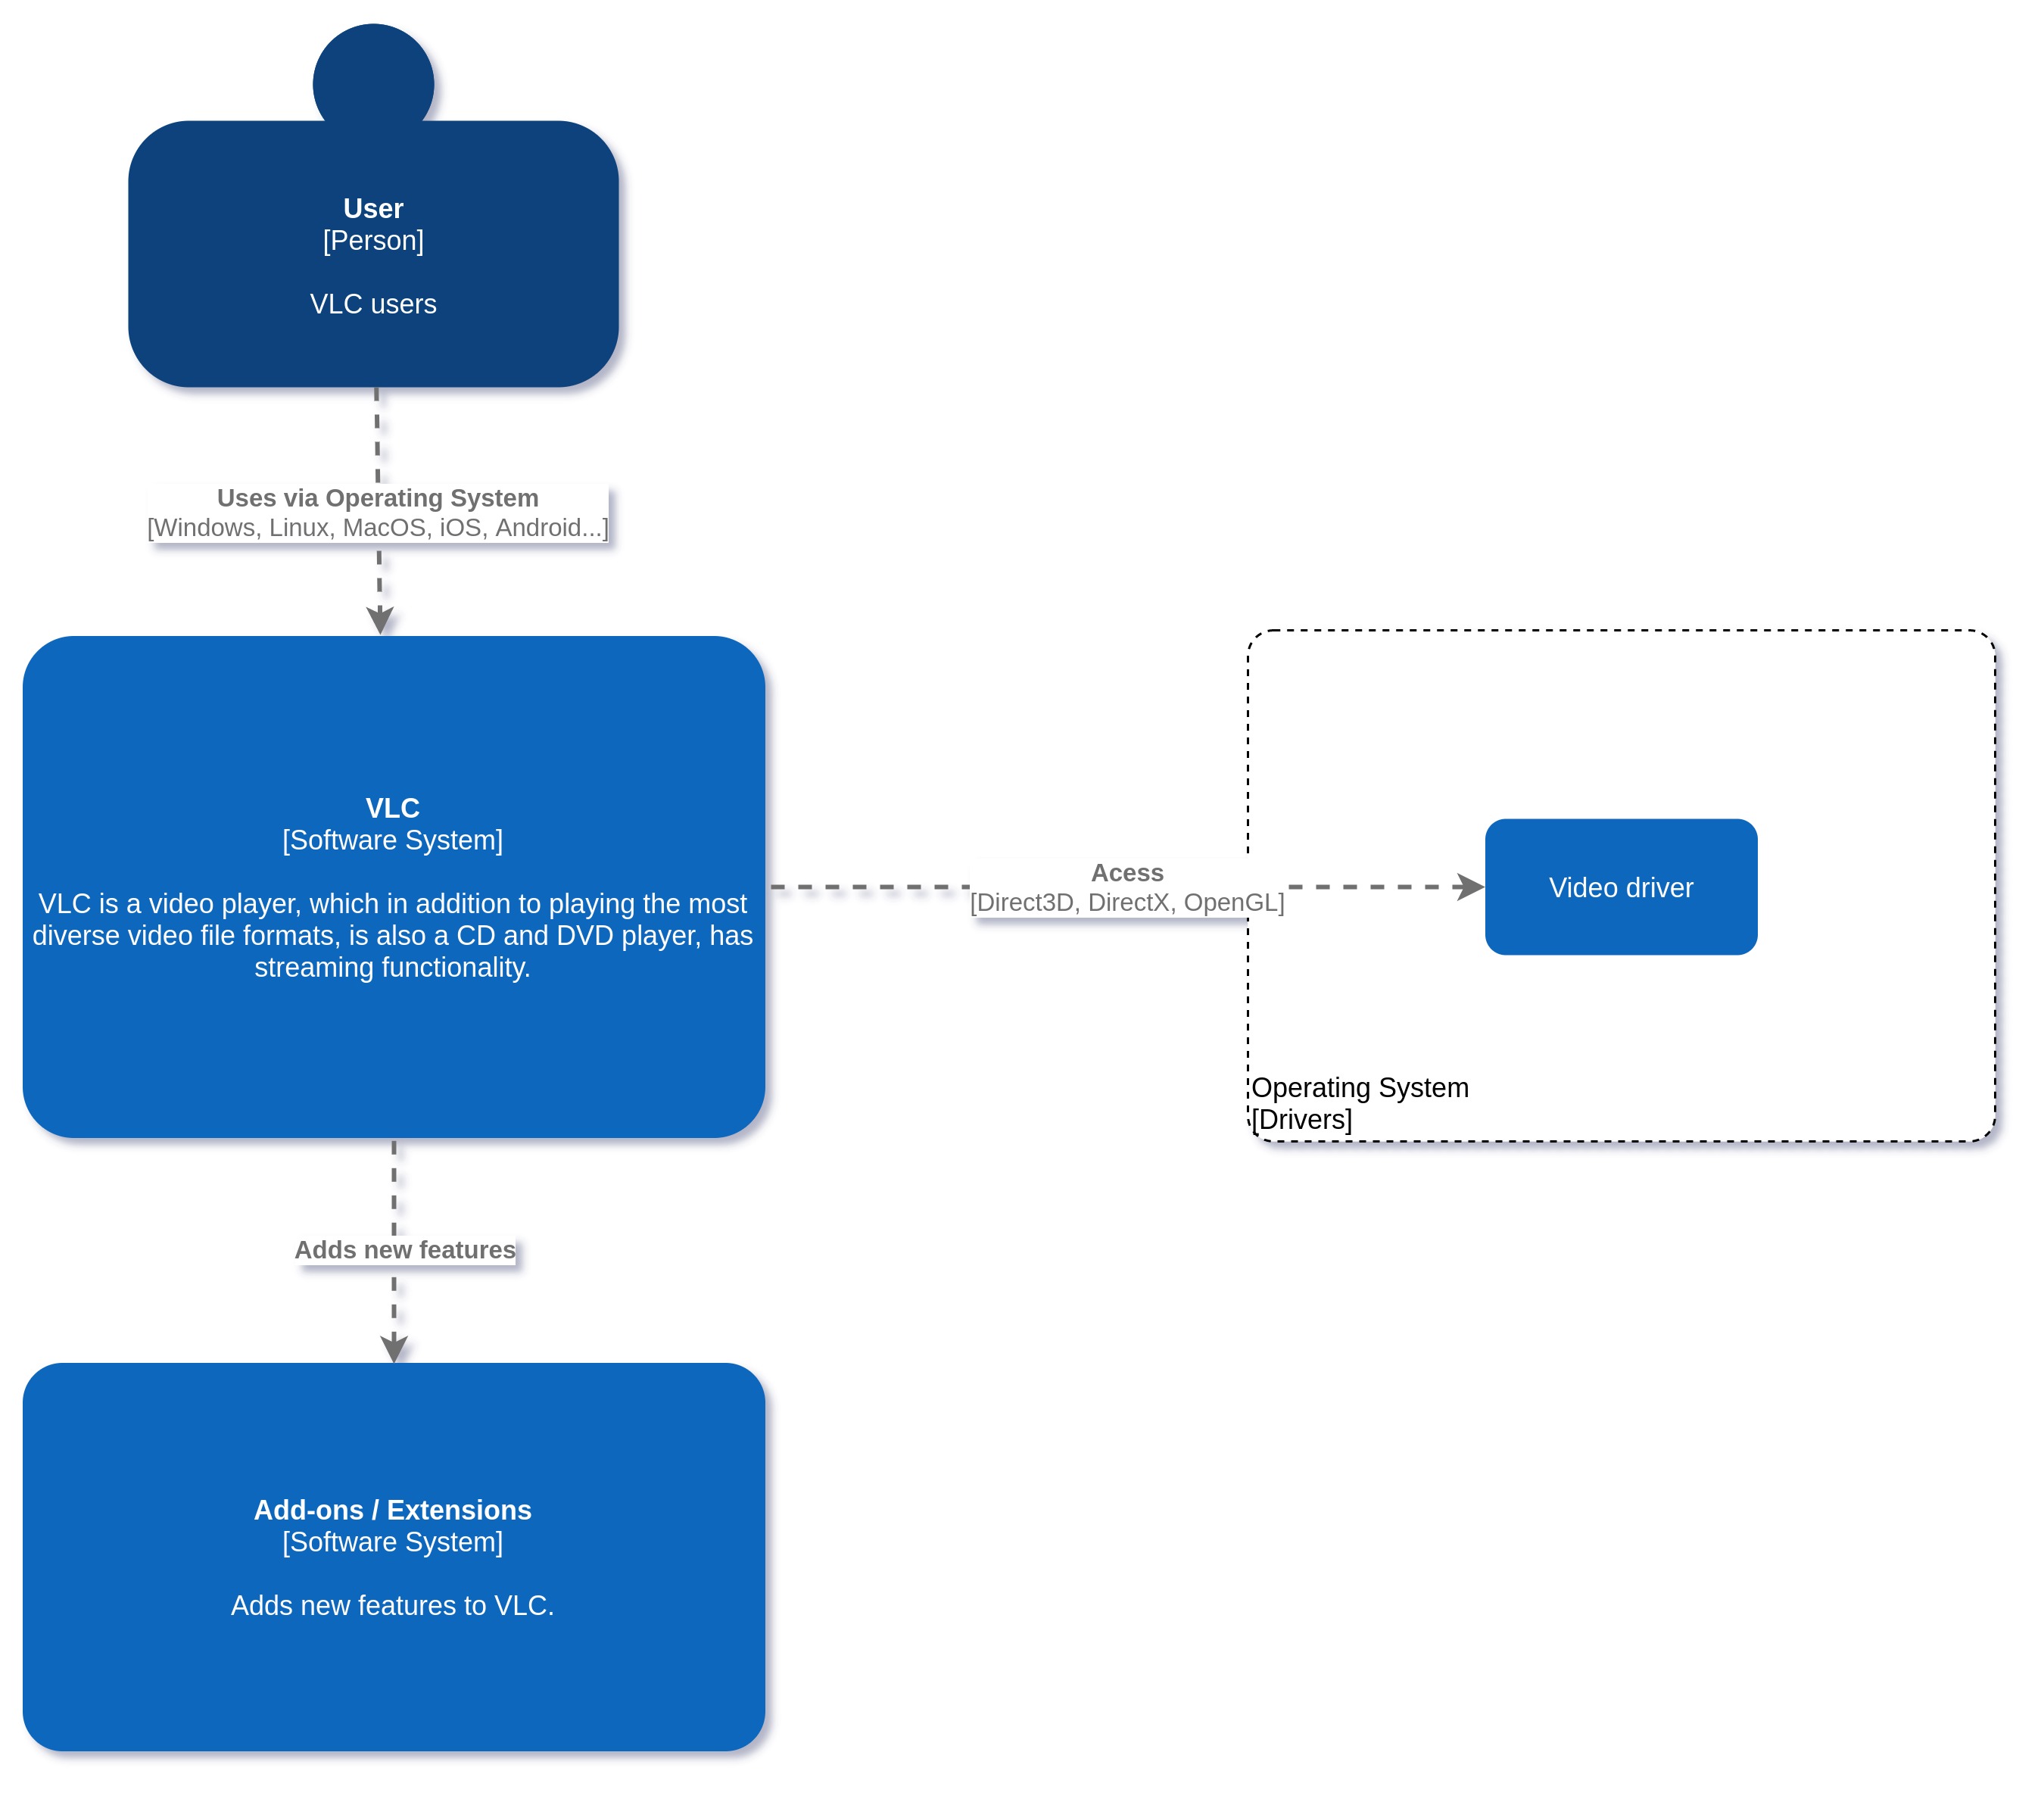 User
[Person]
VLC users
Uses via Operating System
[Windows, Linux, MacOS, iOS, Android...]
VLC
[Software System]
VLC is a video player, which in addition to playing the most
diverse video file formats, is also a CD and DVD player, has
streaming functionality.
Acess
[Direct3D, DirectX, OpenGL]
Video driver
Operating System
[Drivers]
Adds new features
Add-ons / Extensions
[Software System]
Adds new features to VLC.